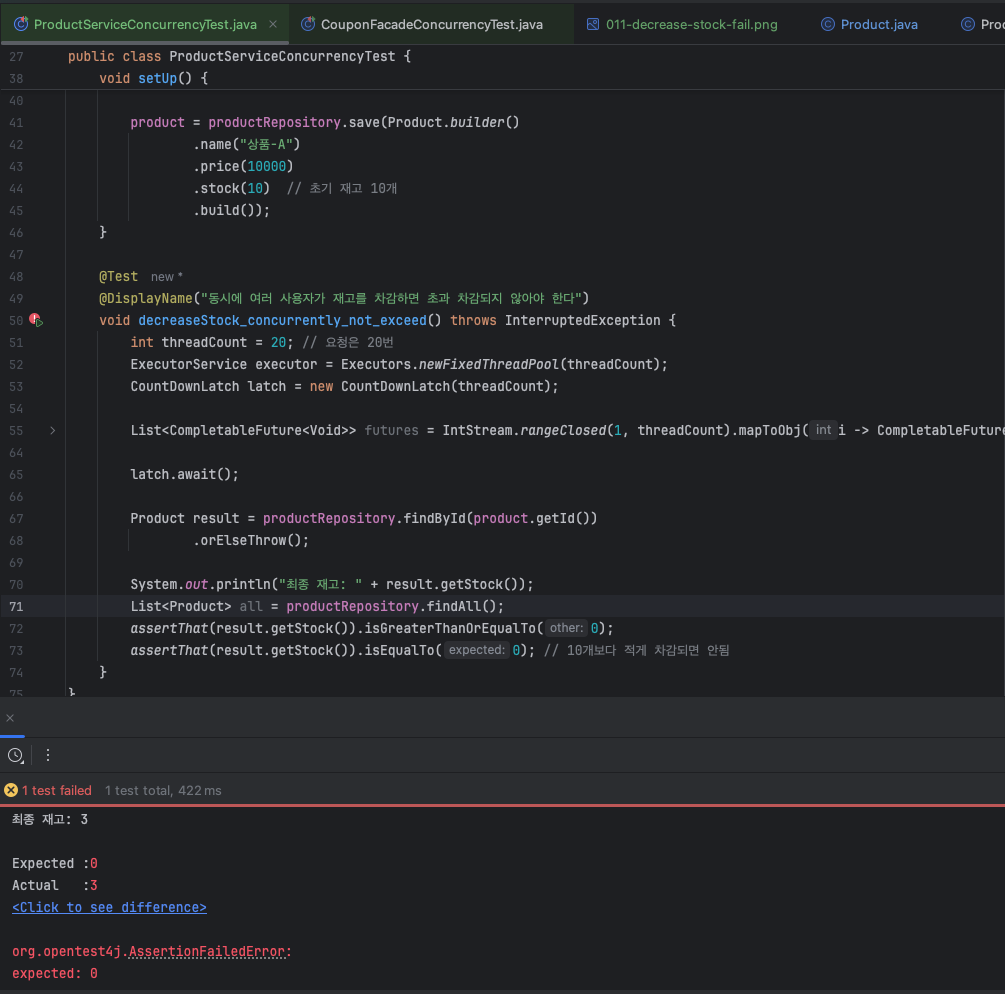 ProductServiceConcurrencyTest.java × CouponFacadeConcurrencyTest.java 011-decrease-stock-fail.png Product.java
27 public class ProductServiceConcurrencyTest {
38 void setUp() {
40
41 product = productRepository.save(Product.builder()
42 .name("상품-A")
43 .price(10000)
44 .stock(10) // 초기 재고 10개
45 .build());
46 }
47
48 @Test new *
49 @DisplayName("동시에 여러 사용자가 재고를 차감하면 초과 차감되지 않아야 한다")
50 void decreaseStock_concurrently_not_exceed() throws InterruptedException {
51 int threadCount = 20; // 요청은 20번
52 ExecutorService executor = Executors.newFixedThreadPool(threadCount);
53 CountDownLatch latch = new CountDownLatch(threadCount);
54
55 List<CompletableFuture<Void>> futures = IntStream.rangeClosed(1, threadCount).mapToObj( int i -> CompletableFuture
64
65 latch.await();
66
67 Product result = productRepository.findById(product.getId())
68 .orElseThrow();
69
70 System.out.println("최종 재고: " + result.getStock());
71 List<Product> all = productRepository.findAll();
72 assertThat(result.getStock()).isGreaterThanOrEqualTo( other: 0);
73 assertThat(result.getStock()).isEqualTo( expected: 0); // 10개보다 적게 차감되면 안됨
74 }
75 }
×
1 test failed 1 test total, 422 ms
최종 재고: 3
Expected :0
Actual :3
<Click to see difference>
org.opentest4j.AssertionFailedError:
expected: 0